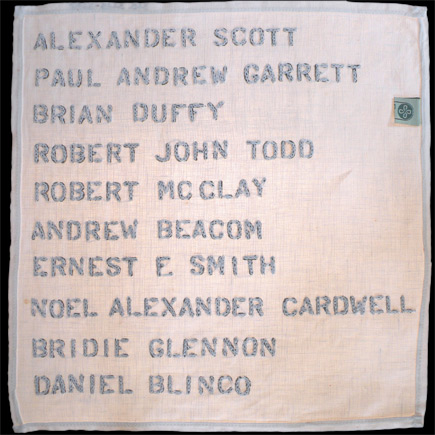 ALEXANDER SCOTT
PAUL ANDREW GARRETT
BRIAN DUFFY
ROBERT JOHN TODD
ROBERT MCCLAY
ANDREW BEACOM
ERNEST E SMITH
NOEL ALEXANDER CARDWELL
BRIDIE GLENNON
DANIEL BLINCO